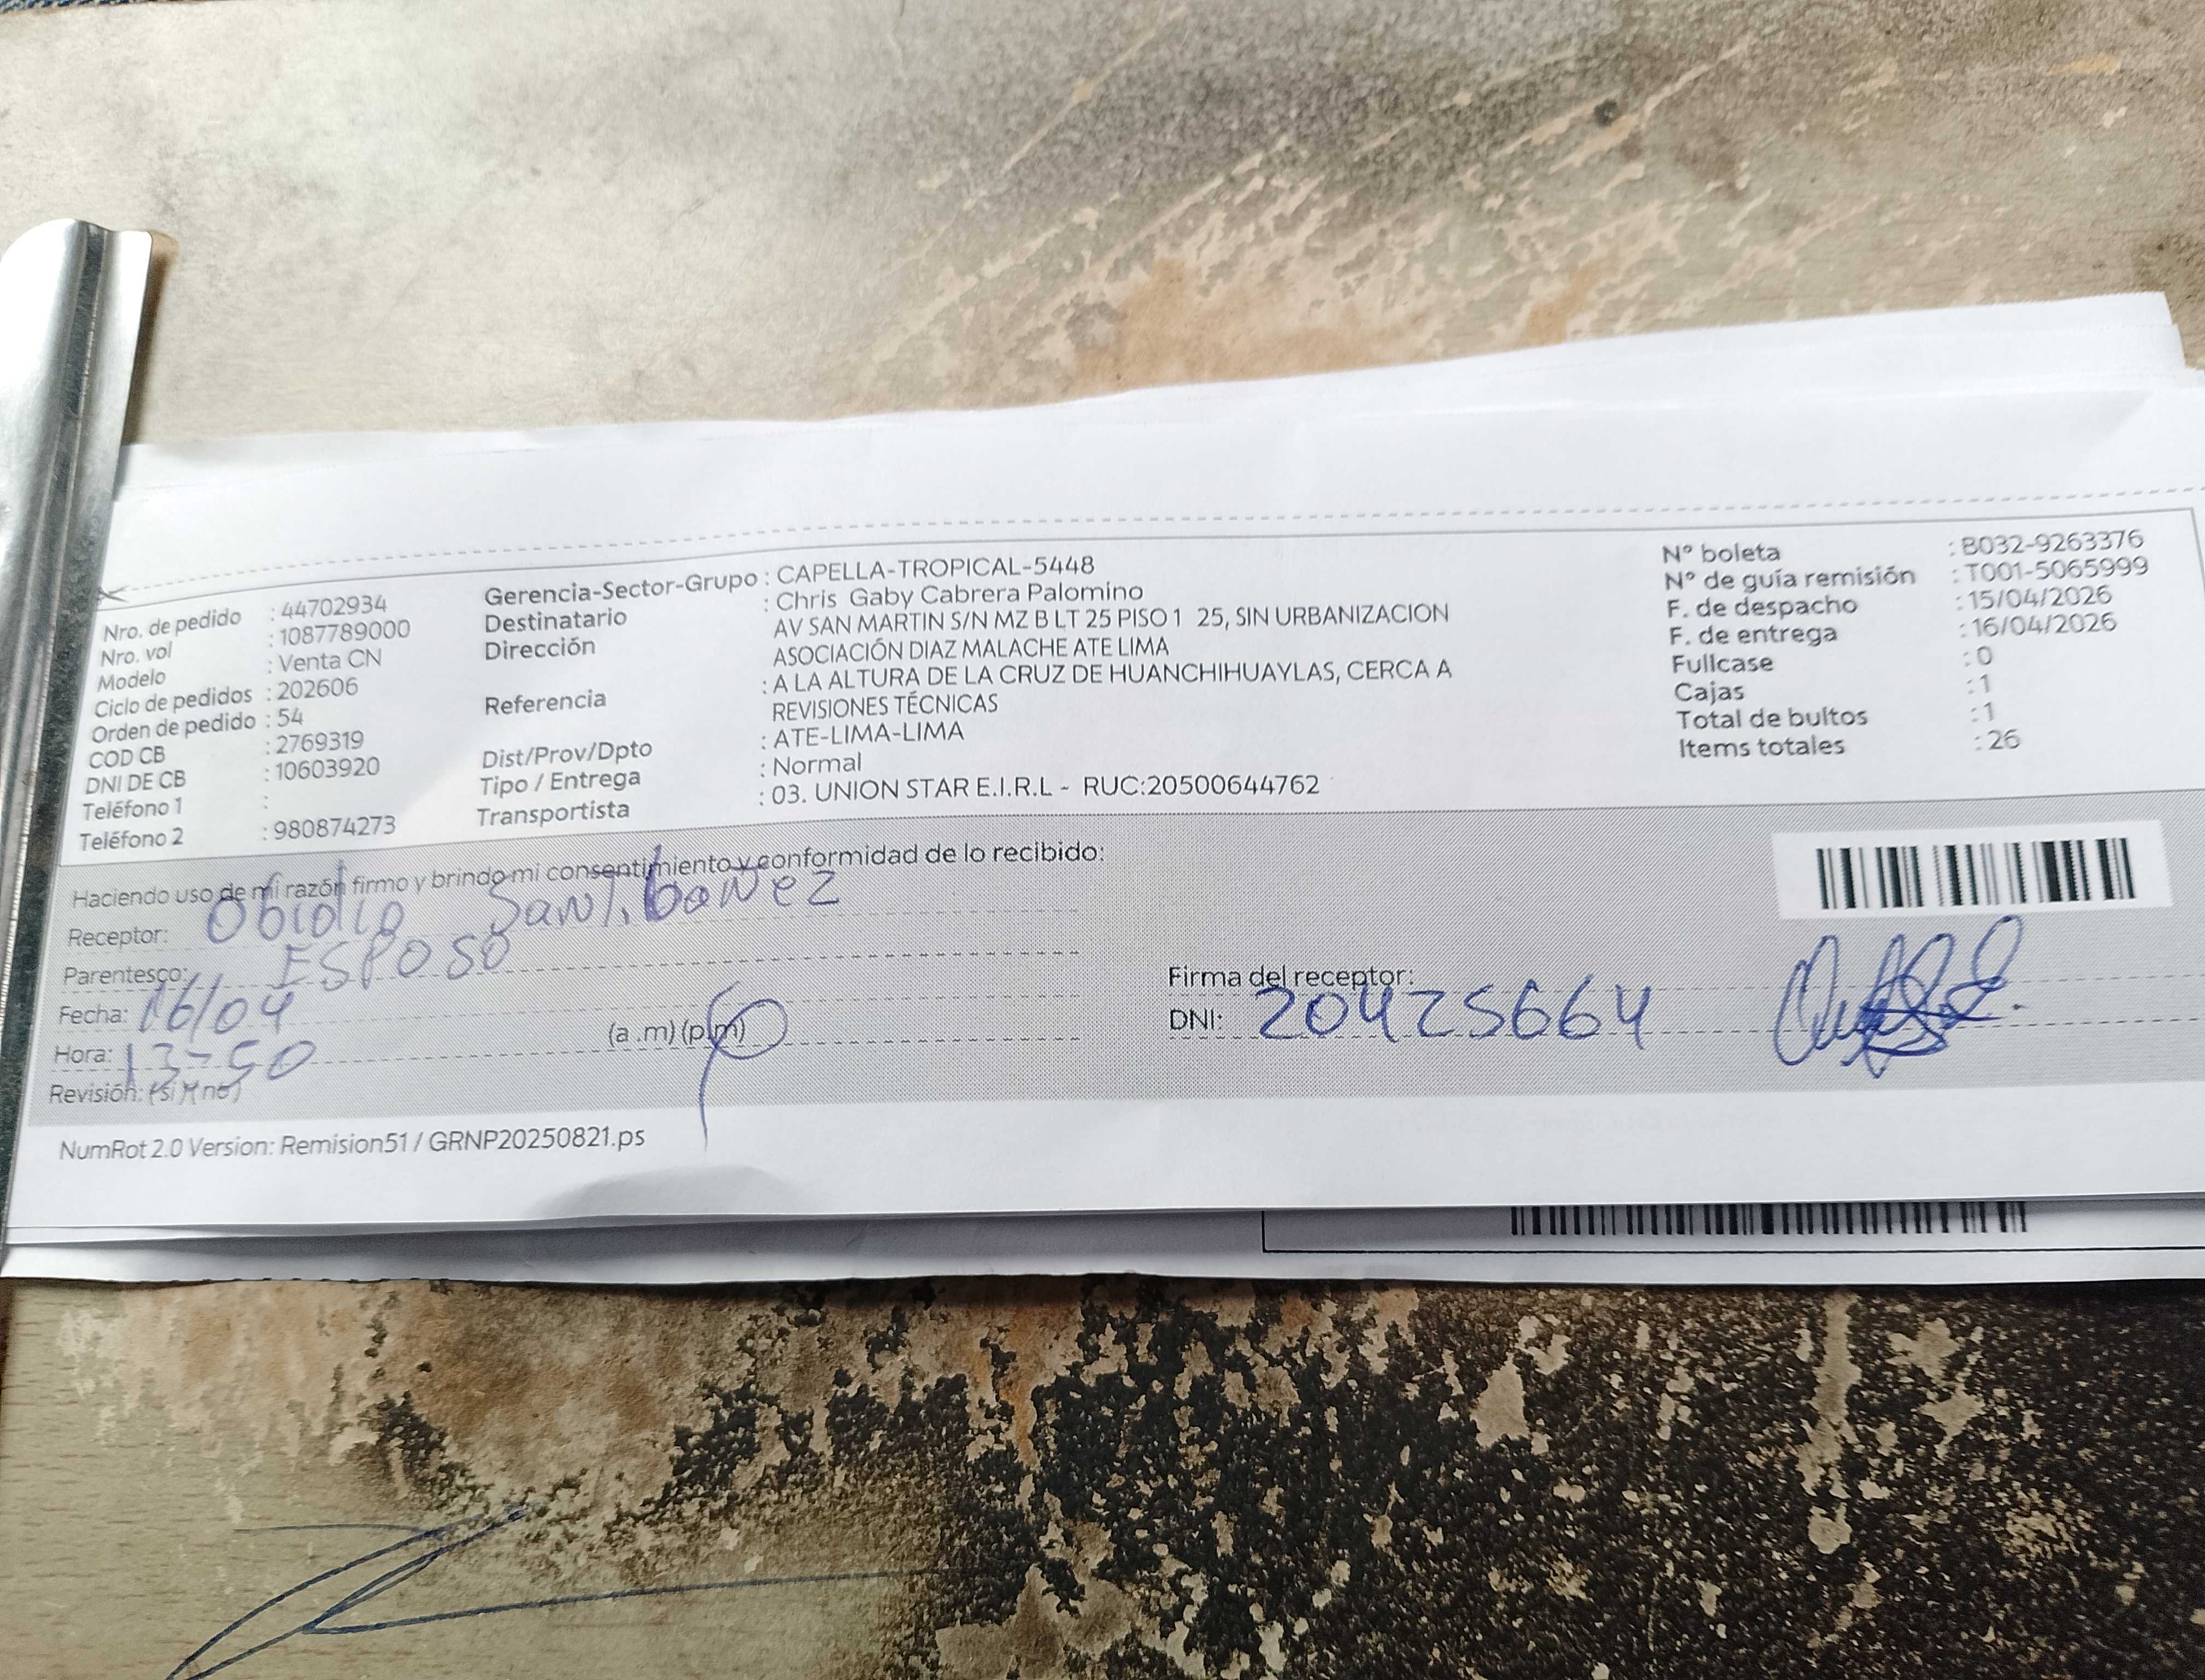 Nro. de pedido : 44702934
Nro. vol : 1087789000
Modelo : Venta CN
Ciclo de pedidos : 202606
Orden de pedido : 54
COD CB : 2769319
DNI DE CB : 10603920
Teléfono 1 :
Teléfono 2 : 980874273
Gerencia-Sector-Grupo : CAPELLA-TROPICAL-5448
Destinatario : Chris Gaby Cabrera Palomino
Dirección AV SAN MARTIN S/N MZ B LT 25 PISO 1 25, SIN URBANIZACION
ASOCIACIÓN DIAZ MALACHE ATE LIMA
Referencia : A LA ALTURA DE LA CRUZ DE HUANCHIHUAYLAS, CERCA A
REVISIONES TÉCNICAS
Dist/Prov/Dpto : ATE-LIMA-LIMA
Tipo / Entrega : Normal
Transportista : 03. UNION STAR E.I.R.L - RUC:20500644762
N° boleta : B032-9263376
N° de guía remisión : T001-5065999
F. de despacho : 15/04/2026
F. de entrega : 16/04/2026
Fullcase : 0
Cajas : 1
Total de bultos : 1
Items totales : 26
Haciendo uso de mi razón firmo y brindo mi consentimiento y conformidad de lo recibido:
Receptor: Obidio Santibañez
Parentesco: ESPOSO
Fecha: 16/04
Hora: 13-50 (a.m) (p.m)
Revisión: (si) (no)
Firma del receptor:
DNI: 20425664
NumRot 2.0 Version: Remision51 / GRNP20250821.ps